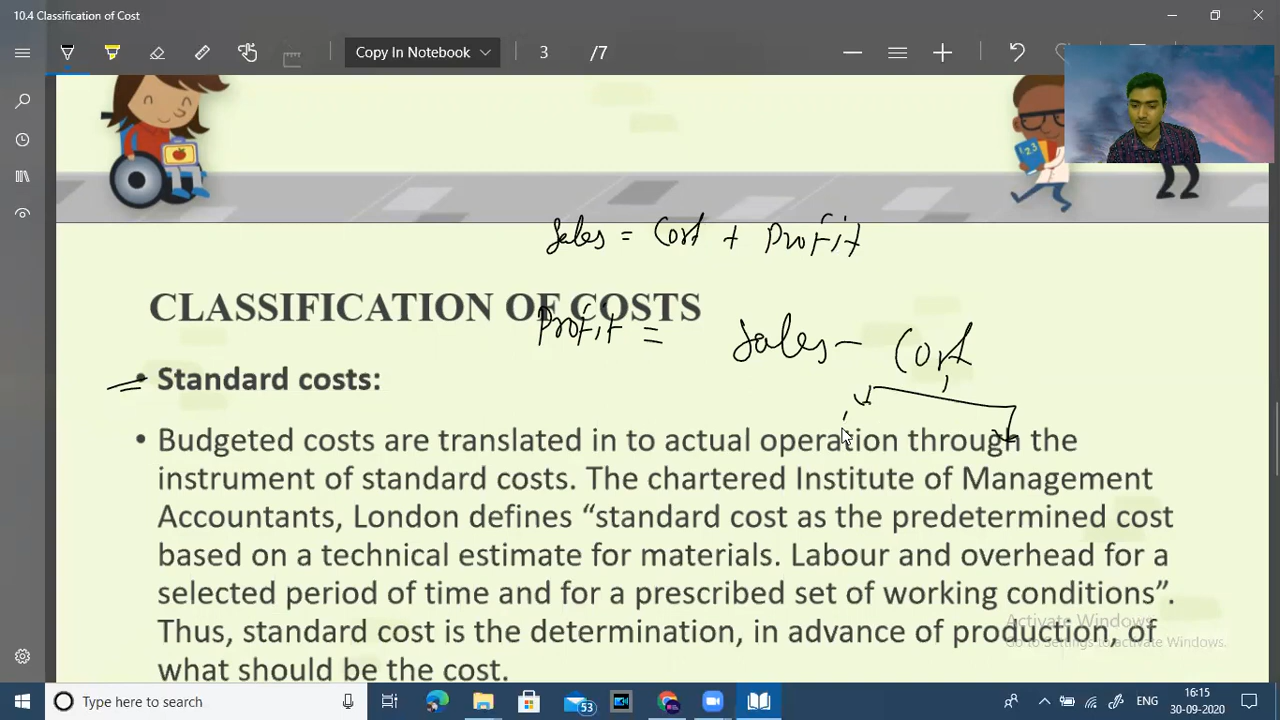 10.4 Classification of Cost
Copy In Notebook
3 /7
Sales = Cost + Profit
CLASSIFICATION OF COSTS
Profit = Sales - Cost
• Standard costs:
• Budgeted costs are translated in to actual operation through the
instrument of standard costs. The chartered Institute of Management
Accountants, London defines “standard cost as the predetermined cost
based on a technical estimate for materials. Labour and overhead for a
selected period of time and for a prescribed set of working conditions”.
Thus, standard cost is the determination, in advance of production, of
what should be the cost.
Activate Windows
Go to Settings to activate Windows.
Type here to search
53
ENG
16:15
30-09-2020
1 2 3